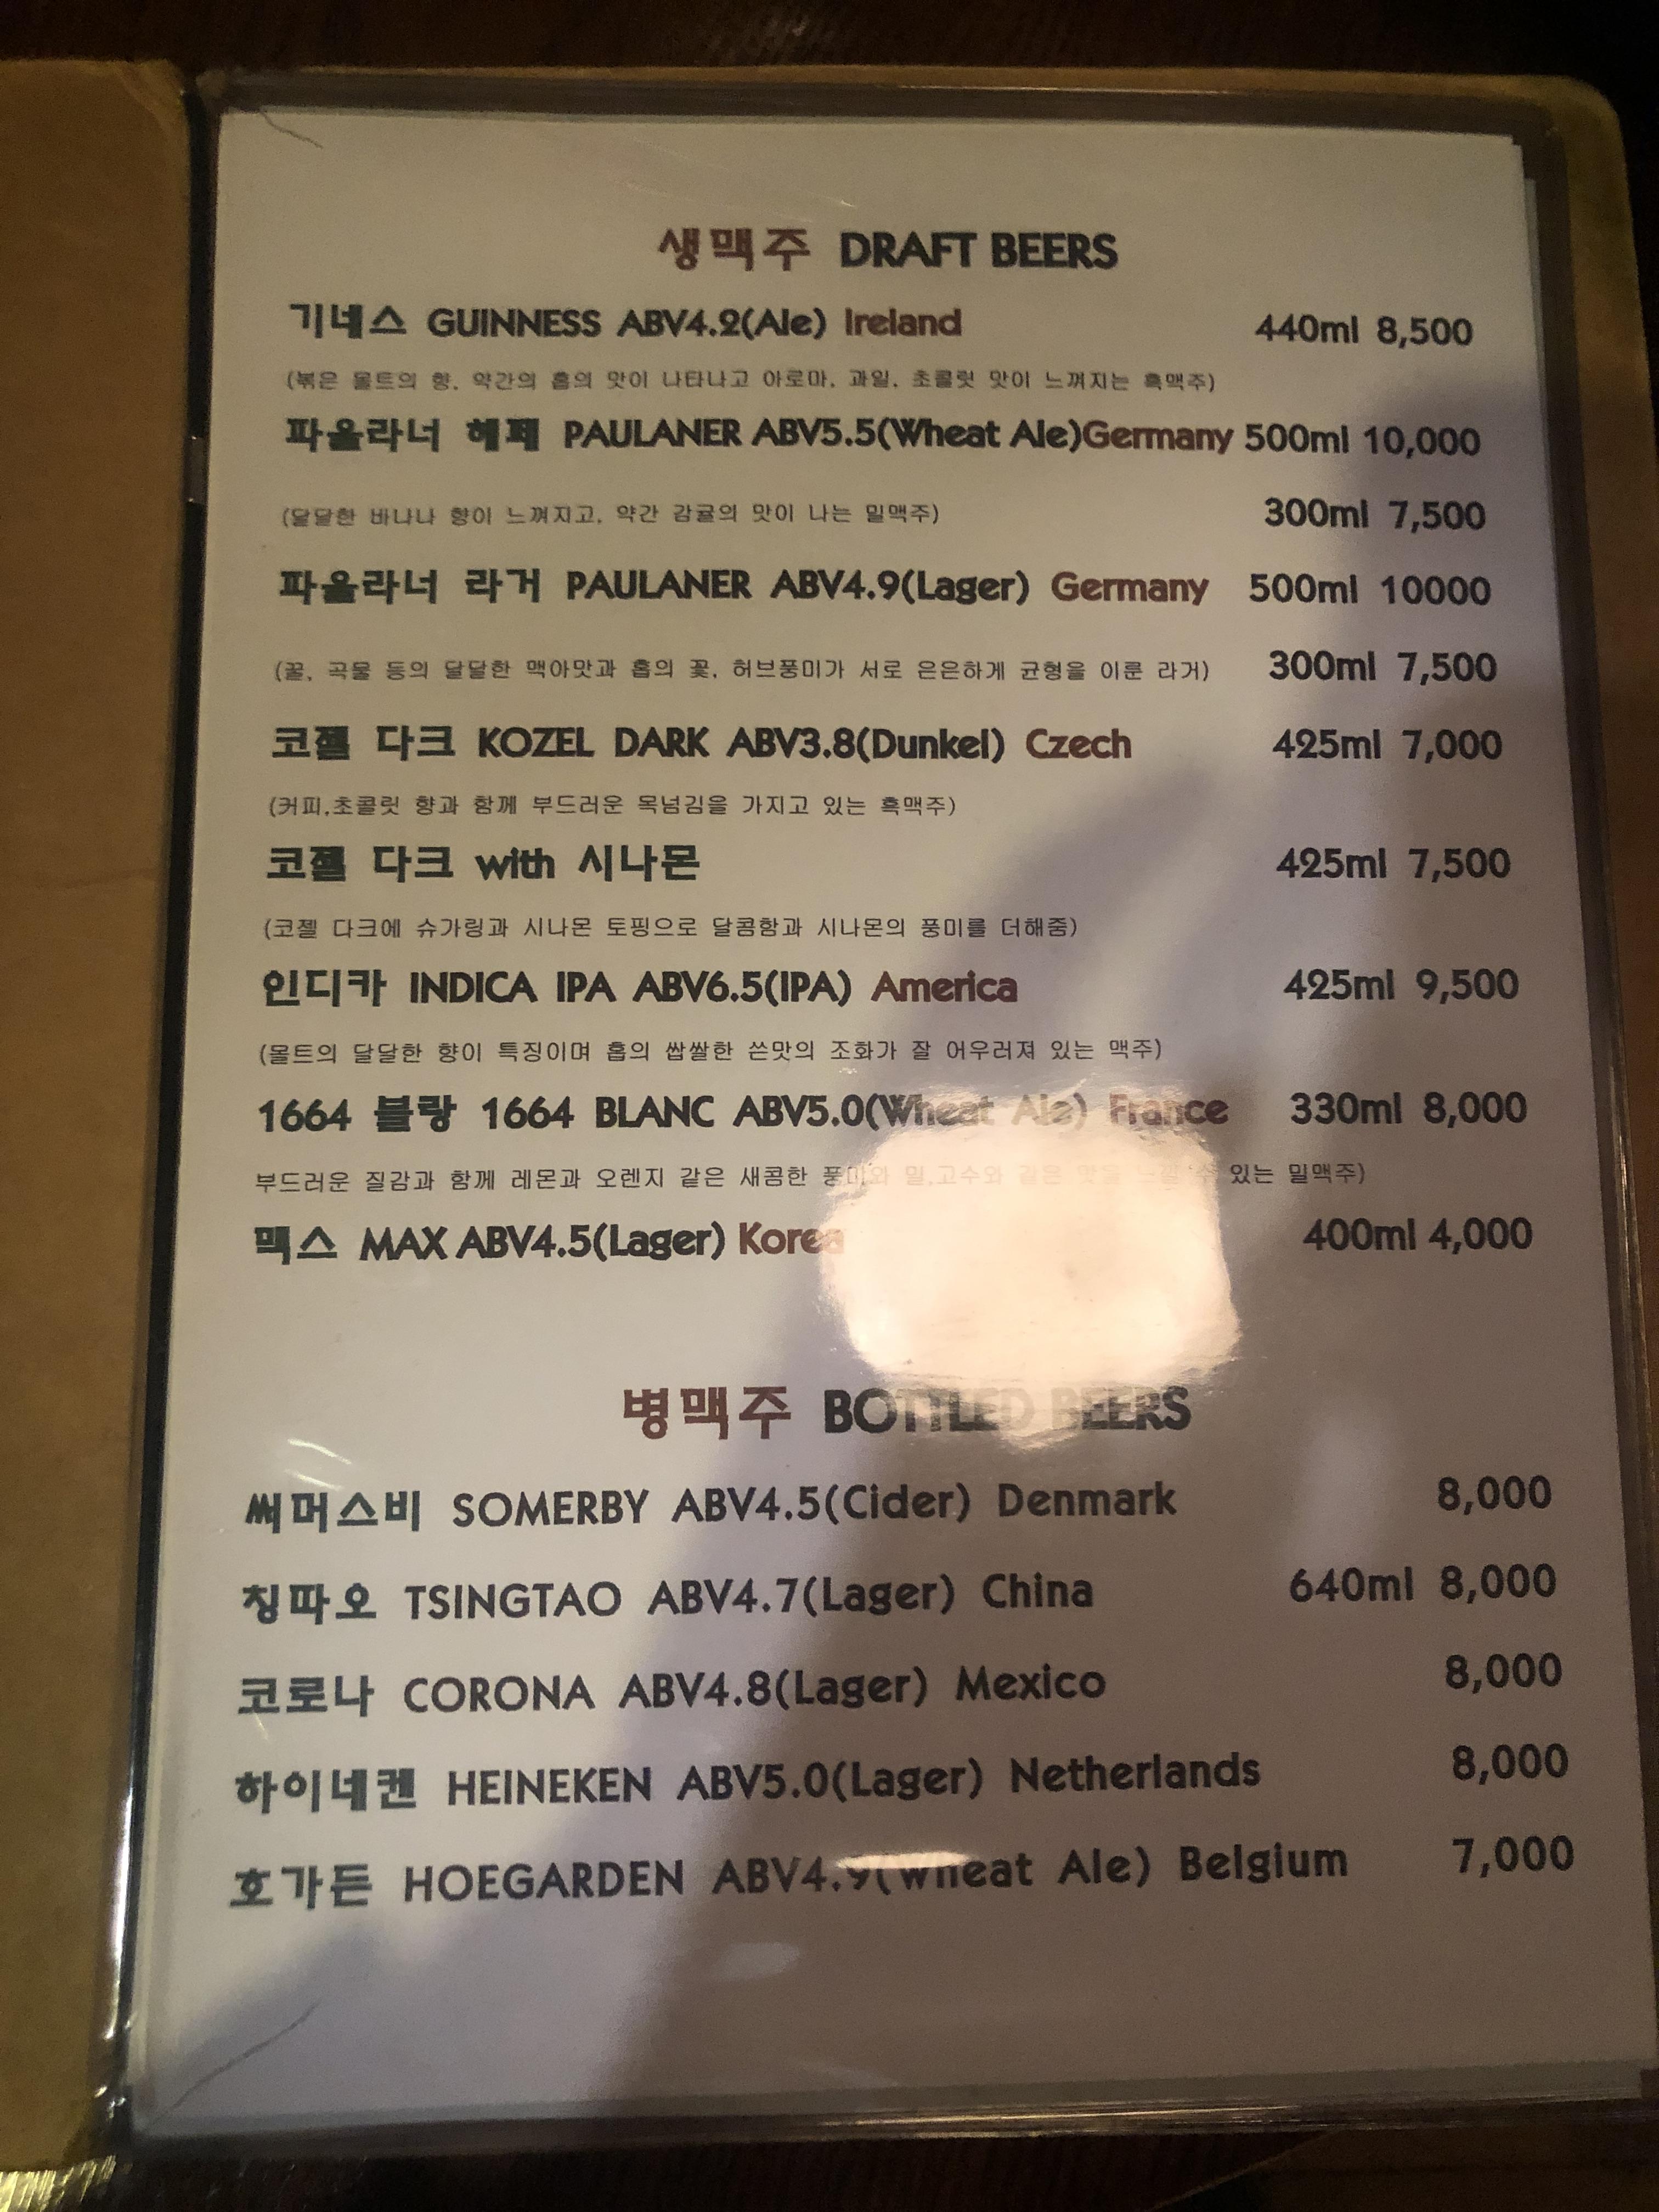 생맥주 DRAFT BEERS
기네스 GUINNESS ABV4.2(Ale) Ireland 440ml 8,500
(볶은 몰트의 향, 약간의 홉의 맛이 나타나고 아로마, 과일, 초콜릿 맛이 느껴지는 흑맥주)
파울라너 헤페 PAULANER ABV5.5(Wheat Ale)Germany 500ml 10,000
(달달한 바나나 향이 느껴지고, 약간 감귤의 맛이 나는 밀맥주) 300ml 7,500
파울라너 라거 PAULANER ABV4.9(Lager) Germany 500ml 10000
(꿀, 곡물 등의 달달한 맥아맛과 홉의 꽃, 허브풍미가 서로 은은하게 균형을 이룬 라거) 300ml 7,500
코젤 다크 KOZEL DARK ABV3.8(Dunkel) Czech 425ml 7,000
(커피,초콜릿 향과 함께 부드러운 목넘김을 가지고 있는 흑맥주)
코젤 다크 with 시나몬 425ml 7,500
(코젤 다크에 슈가링과 시나몬 토핑으로 달콤함과 시나몬의 풍미를 더해줌)
인디카 INDICA IPA ABV6.5(IPA) America 425ml 9,500
(몰트의 달달한 향이 특징이며 홉의 쌉쌀한 쓴맛의 조화가 잘 어우러져 있는 맥주)
1664 블랑 1664 BLANC ABV5.0(Wheat Ale) France 330ml 8,000
부드러운 질감과 함께 레몬과 오렌지 같은 새콤한 풍미와 밀,고수와 같은 맛을 느낄 수 있는 밀맥주)
맥스 MAX ABV4.5(Lager) Korea 400ml 4,000
병맥주 BOTTLED BEERS
써머스비 SOMERBY ABV4.5(Cider) Denmark 8,000
칭따오 TSINGTAO ABV4.7(Lager) China 640ml 8,000
코로나 CORONA ABV4.8(Lager) Mexico 8,000
하이네켄 HEINEKEN ABV5.0(Lager) Netherlands 8,000
호가든 HOEGARDEN ABV4.9(Wheat Ale) Belgium 7,000